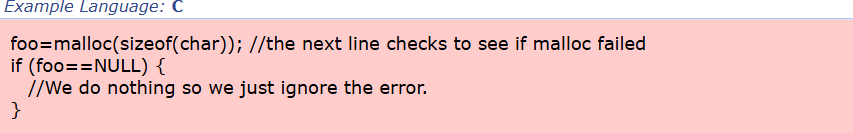 Example Language: C
foo=malloc(sizeof(char)); //the next line checks to see if malloc failed
if (foo==NULL) {
//We do nothing so we just ignore the error.
}